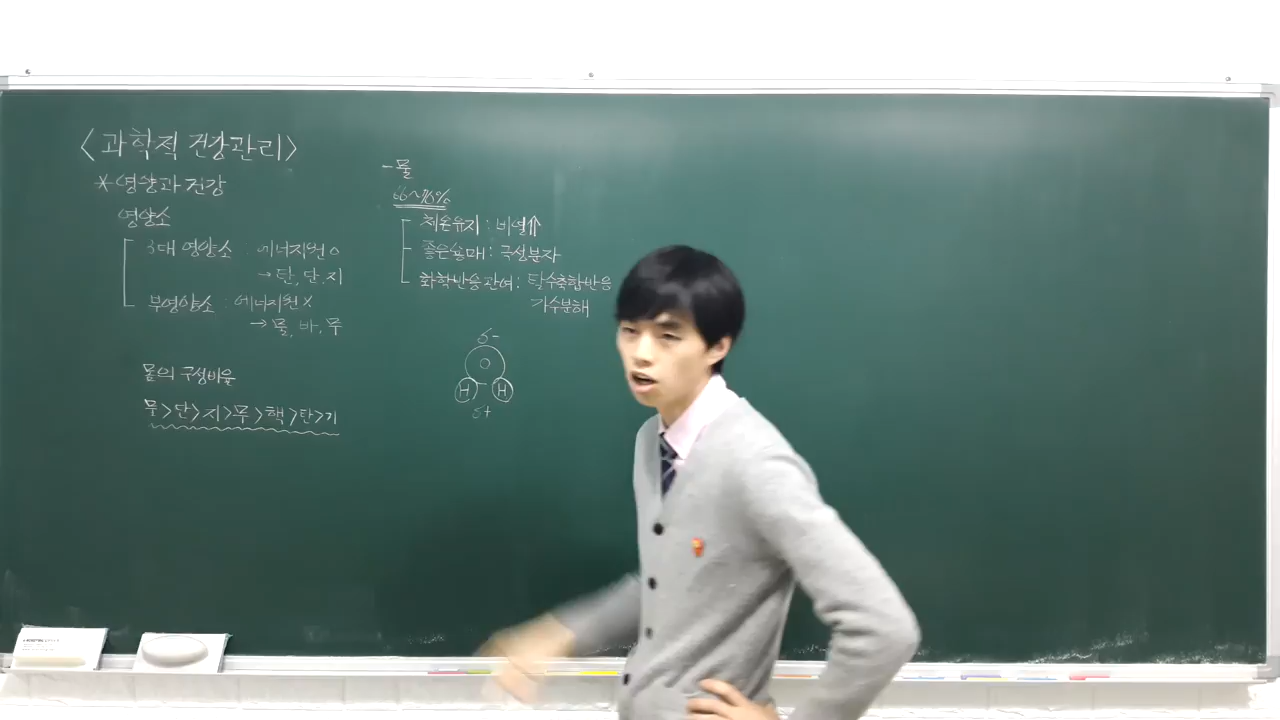 <과학적 건강관리>
*영양과 건강
영양소
3대 영양소 : 에너지원 O
→ 탄, 단, 지
부영양소 : 에너지원 X
→ 물, 바, 무
몸의 구성비율
물>단>지>무>핵>탄>기
-물
66~70%
체온유지 : 비열↑
좋은용매 : 극성분자
화학반응 관여 : 탈수축합반응
가수분해
δ-
O
H H
δ+